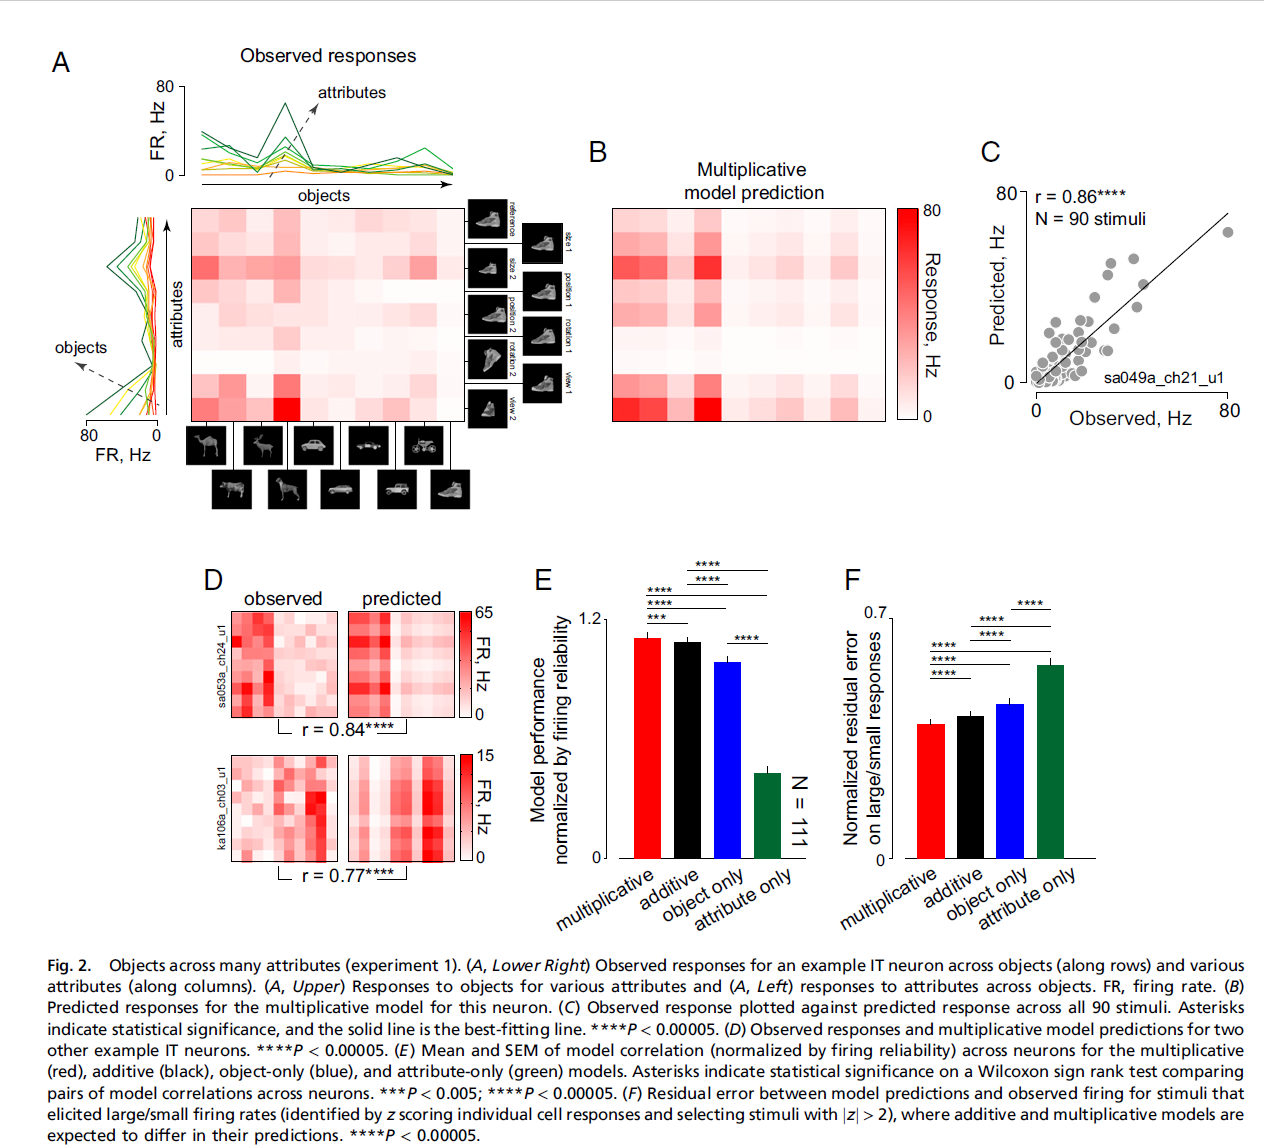 A
Observed responses
80
FR, Hz
0
attributes
objects
attributes
objects
80
0
FR, Hz
reference
size 1
size 2
position 1
position 2
rotation 1
rotation 2
view 1
view 2
B
Multiplicative
model prediction
80
Response, Hz
0
C
80
r = 0.86****
N = 90 stimuli
Predicted, Hz
sa049a_ch21_u1
0
0
80
Observed, Hz
D
observed
predicted
sa053a_ch24_u1
65
FR, Hz
0
r = 0.84****
ka106a_ch03_u1
15
FR, Hz
0
r = 0.77****
E
****
****
****
****
***
****
1.2
Model performance
normalized by firiing reliability
0
N = 111
multiplicative
additive
object only
attribute only
F
0.7
****
****
****
****
****
****
Normalized residual error
on large/small responses
0
multiplicative
additive
object only
attribute only
Fig. 2. Objects across many attributes (experiment 1). (A, Lower Right) Observed responses for an example IT neuron across objects (along rows) and various
attributes (along columns). (A, Upper) Responses to objects for various attributes and (A, Left) responses to attributes across objects. FR, firing rate. (B)
Predicted responses for the multiplicative model for this neuron. (C) Observed response plotted against predicted response across all 90 stimuli. Asterisks
indicate statistical significance, and the solid line is the best-fitting line. ****P < 0.00005. (D) Observed responses and multiplicative model predictions for two
other example IT neurons. ****P < 0.00005. (E) Mean and SEM of model correlation (normalized by firing reliability) across neurons for the multiplicative
(red), additive (black), object-only (blue), and attribute-only (green) models. Asterisks indicate statistical significance on a Wilcoxon sign rank test comparing
pairs of model correlations across neurons. ***P < 0.005; ****P < 0.00005. (F) Residual error between model predictions and observed firing for stimuli that
elicited large/small firing rates (identified by z scoring individual cell responses and selecting stimuli with |z| > 2), where additive and multiplicative models are
expected to differ in their predictions. ****P < 0.00005.